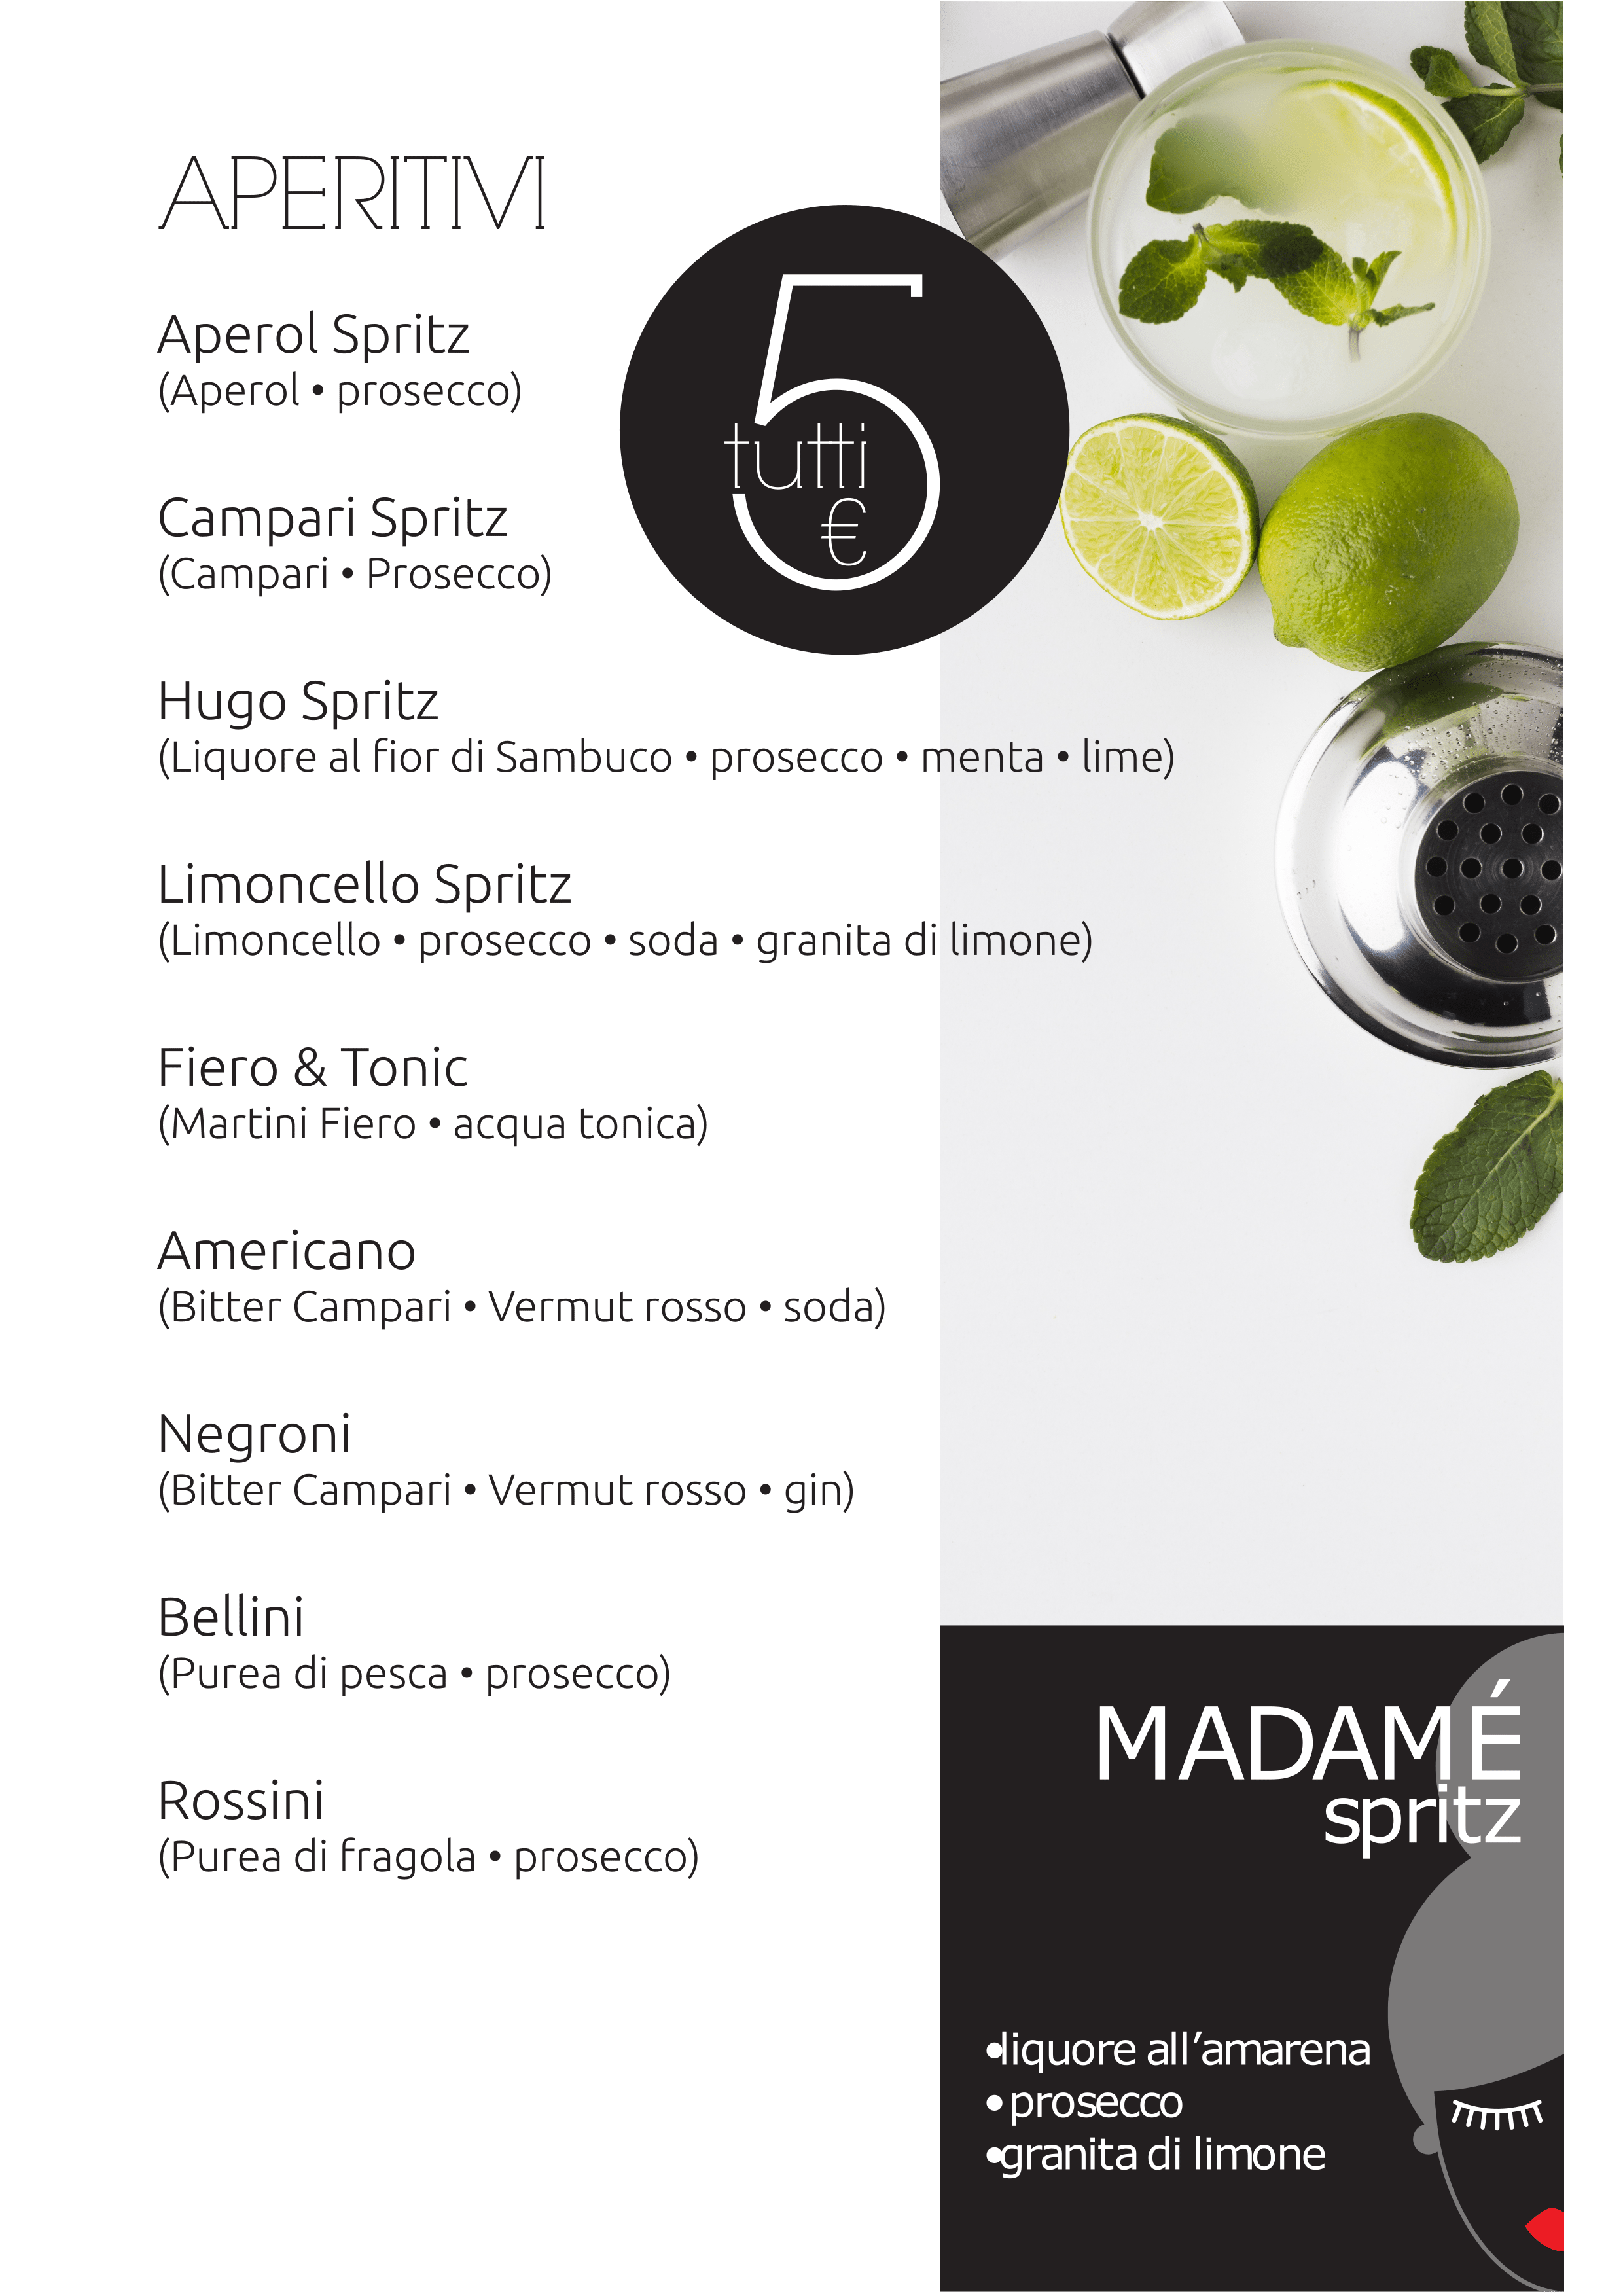 APERITIVI
5
tutti
€
Aperol Spritz
(Aperol • prosecco)
Campari Spritz
(Campari • Prosecco)
Hugo Spritz
(Liquore al fior di Sambuco • prosecco • menta • lime)
Limoncello Spritz
(Limoncello • prosecco • soda • granita di limone)
Fiero & Tonic
(Martini Fiero • acqua tonica)
Americano
(Bitter Campari • Vermut rosso • soda)
Negroni
(Bitter Campari • Vermut rosso • gin)
Bellini
(Purea di pesca • prosecco)
Rossini
(Purea di fragola • prosecco)
MADAMÉ
spritz
•liquore all’amarena
• prosecco
•granita di limone